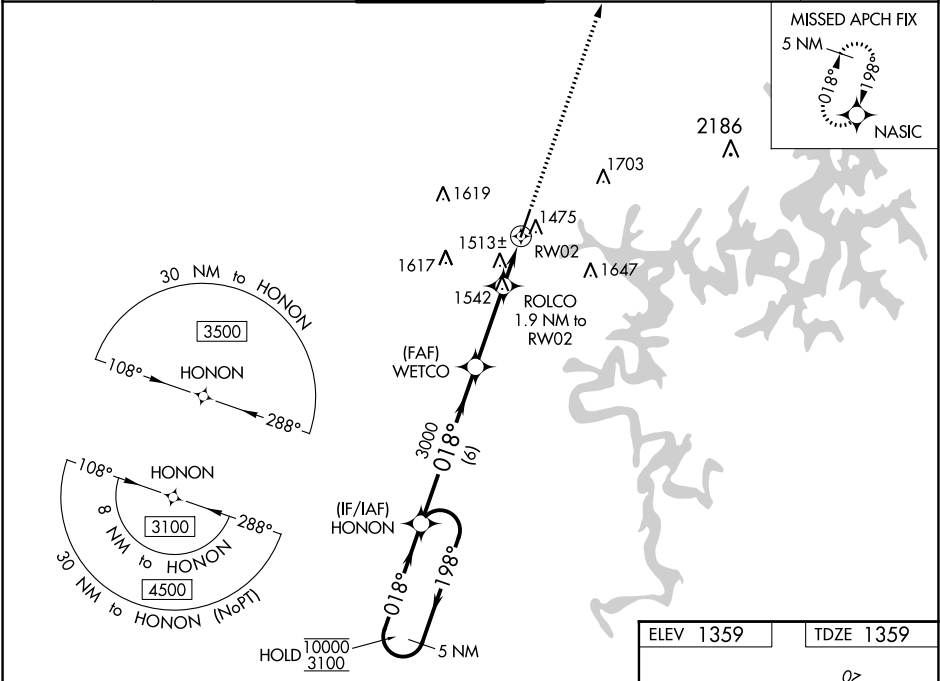 MISSED APCH FIX
5 NM
018°
198°
NASIC
2186
1703
1619
1475
1513±
RW02
1617
1647
1542
ROLCO
1.9 NM to
RW02
30 NM to HONON
3500
108°
HONON
288°
(FAF)
WETCO
3000
018°
(6)
108°
HONON
288°
3100
8 NM to HONON
4500
30 NM to HONON (NoPT)
(IF/IAF)
HONON
018°
198°
HOLD 10000
3100
5 NM
ELEV 1359
TDZE 1359